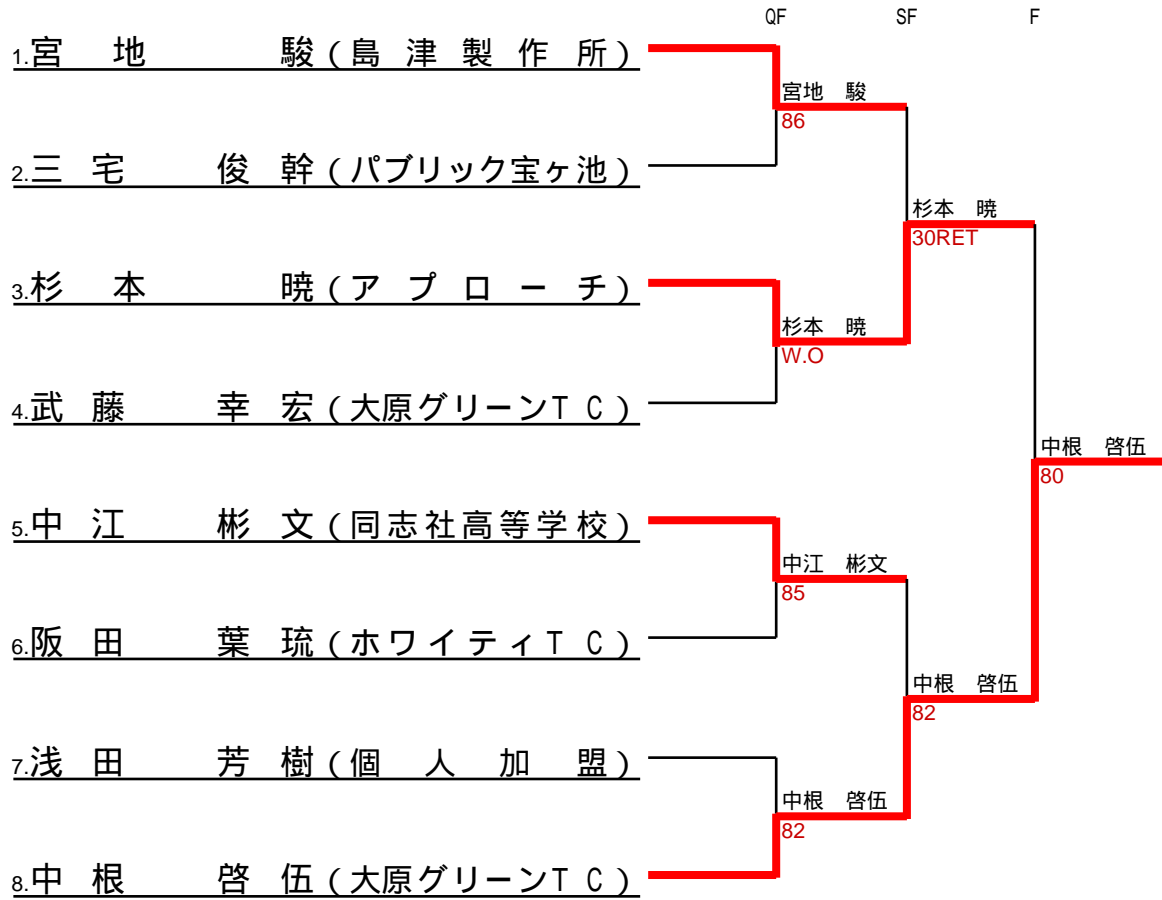 QF SF F
1.宮地 駿(島津製作所)
宮地 駿
86
2.三宅 俊幹(パブリック宝ヶ池)
杉本 暁
30RET
3.杉本 暁(アプローチ)
杉本 暁
W.O
4.武藤 幸宏(大原グリーンTC)
中根 啓伍
80
5.中江 彬文(同志社高等学校)
中江 彬文
85
6.阪田 葉琉(ホワイティTC)
中根 啓伍
82
7.浅田 芳樹(個人加盟)
中根 啓伍
82
8.中根 啓伍(大原グリーンTC)